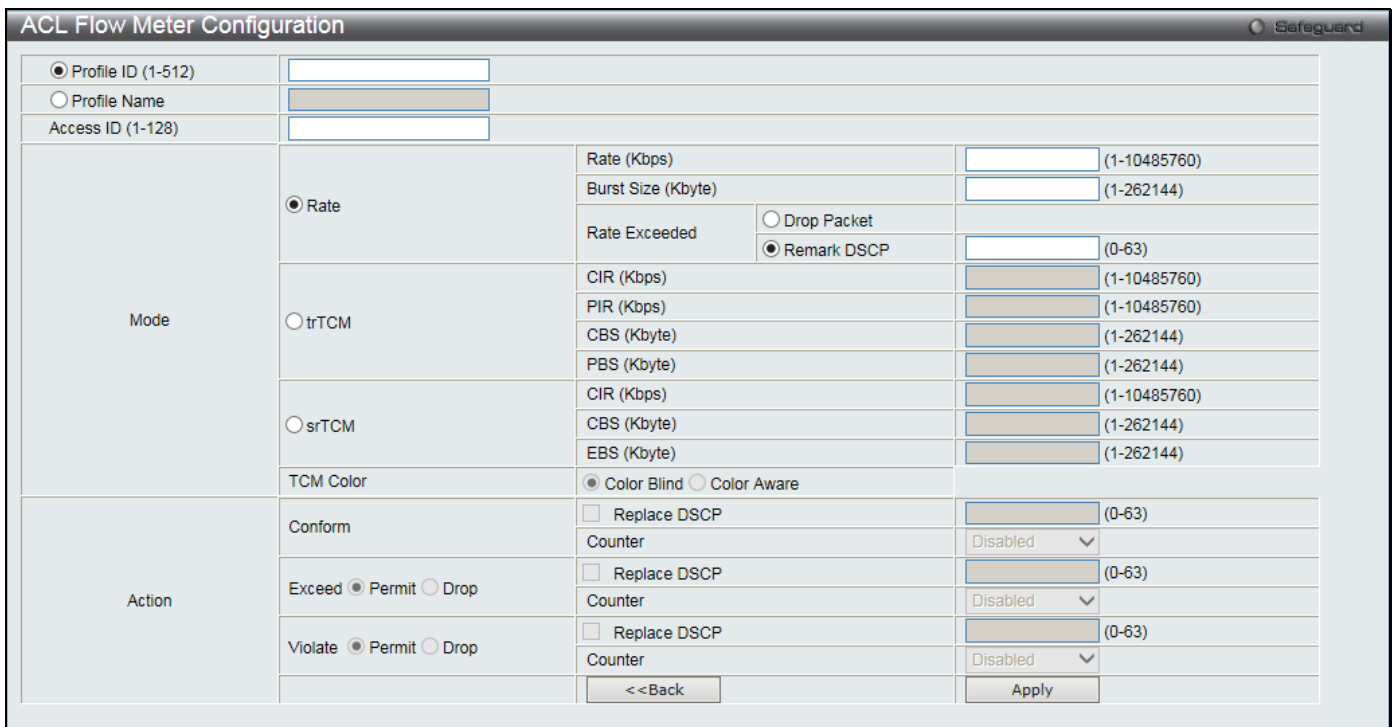 ACL Flow Meter Configuration
Safeguard
Profile ID (1-512)
Profile Name
Access ID (1-128)
Mode
Rate
Rate (Kbps)
(1-10485760)
Burst Size (Kbyte)
(1-262144)
Rate Exceeded
Drop Packet
Remark DSCP
(0-63)
trTCM
CIR (Kbps)
(1-10485760)
PIR (Kbps)
(1-10485760)
CBS (Kbyte)
(1-262144)
PBS (Kbyte)
(1-262144)
srTCM
CIR (Kbps)
(1-10485760)
CBS (Kbyte)
(1-262144)
EBS (Kbyte)
(1-262144)
TCM Color
Color Blind Color Aware
Action
Conform
Replace DSCP
(0-63)
Counter
Disabled
Exceed Permit Drop
Replace DSCP
(0-63)
Counter
Disabled
Violate Permit Drop
Replace DSCP
(0-63)
Counter
Disabled
<<Back
Apply